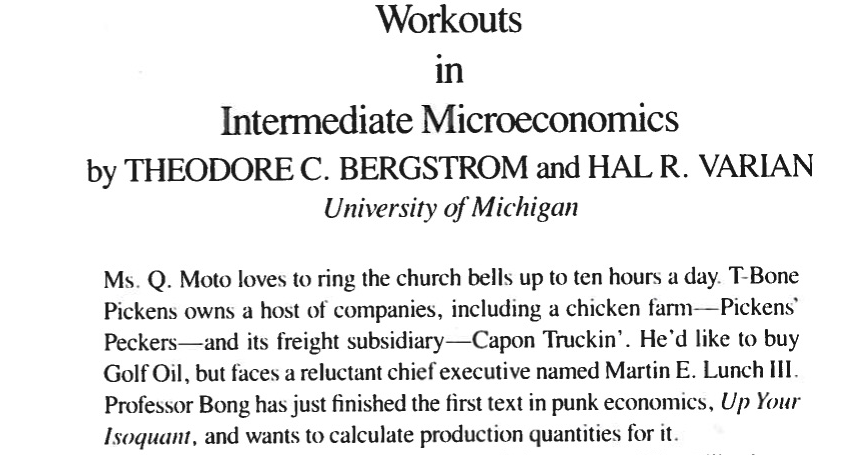 Workouts
in
Intermediate Microeconomics
by THEODORE C. BERGSTROM and HAL R. VARIAN
University of Michigan
Ms. Q. Moto loves to ring the church bells up to ten hours a day. T-Bone
Pickens owns a host of companies, including a chicken farm—Pickens'
Peckers—and its freight subsidiary—Capon Truckin'. He'd like to buy
Golf Oil, but faces a reluctant chief executive named Martin E. Lunch III.
Professor Bong has just finished the first text in punk economics, Up Your
Isoquant, and wants to calculate production quantities for it.